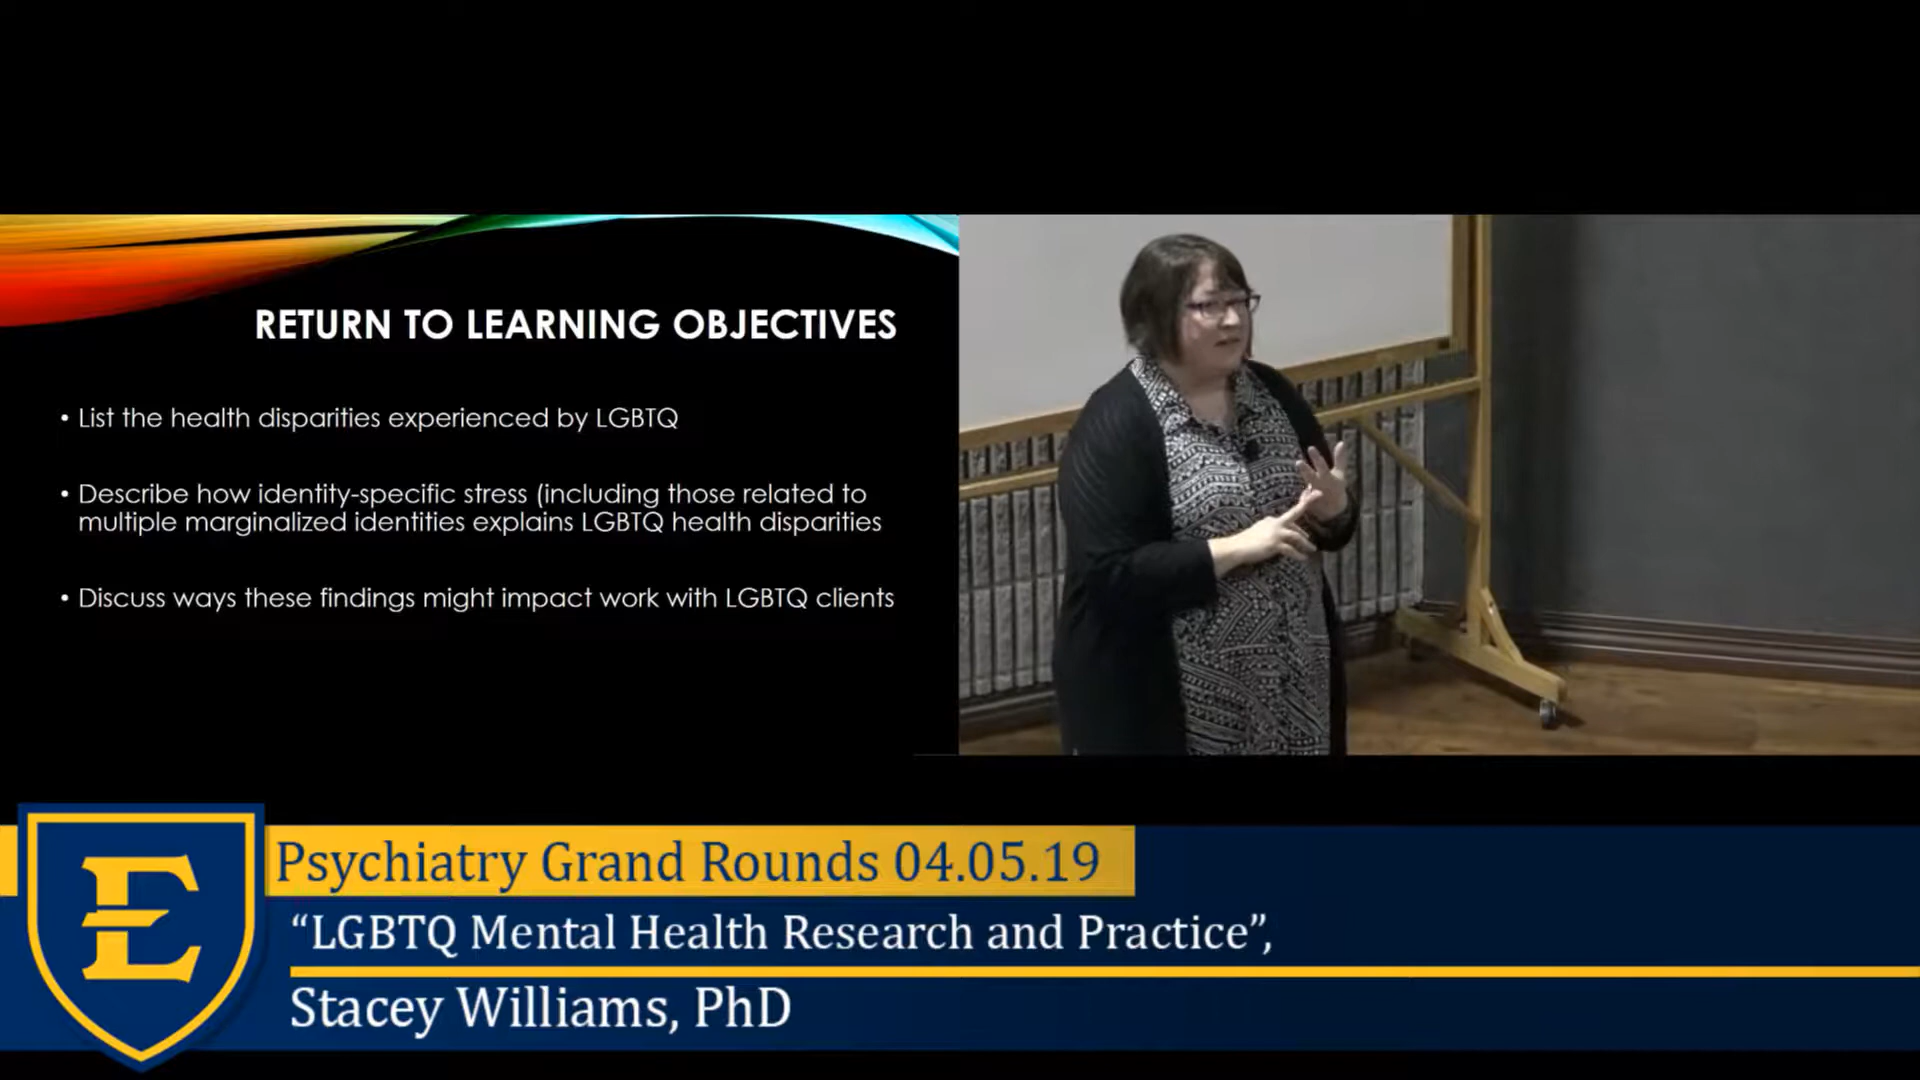 RETURN TO LEARNING OBJECTIVES
• List the health disparities experienced by LGBTQ
• Describe how identity-specific stress (including those related to
multiple marginalized identities explains LGBTQ health disparities
• Discuss ways these findings might impact work with LGBTQ clients
E
Psychiatry Grand Rounds 04.05.19
“LGBTQ Mental Health Research and Practice”,
Stacey Williams, PhD